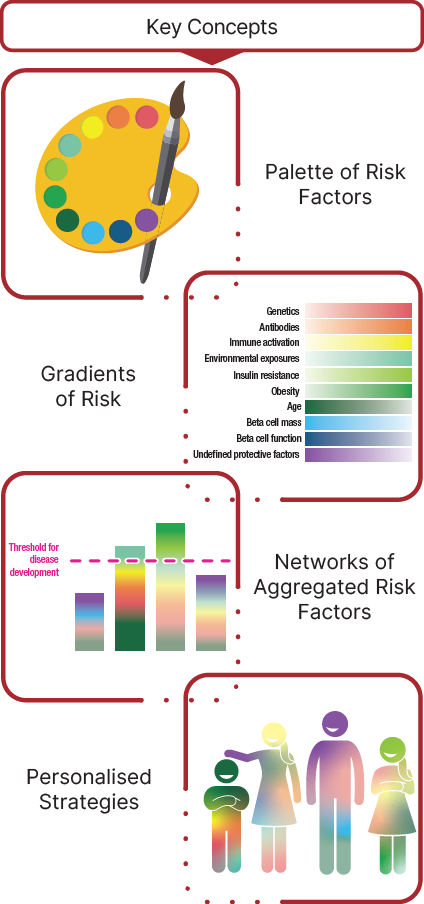 Key Concepts
Palette of Risk
Factors
Gradients
of Risk
Genetics
Antibodies
Immune activation
Environmental exposures
Insulin resistance
Obesity
Age
Beta cell mass
Beta cell function
Undefined protective factors
Threshold for
disease
development
Networks of
Aggregated Risk
Factors
Personalised
Strategies